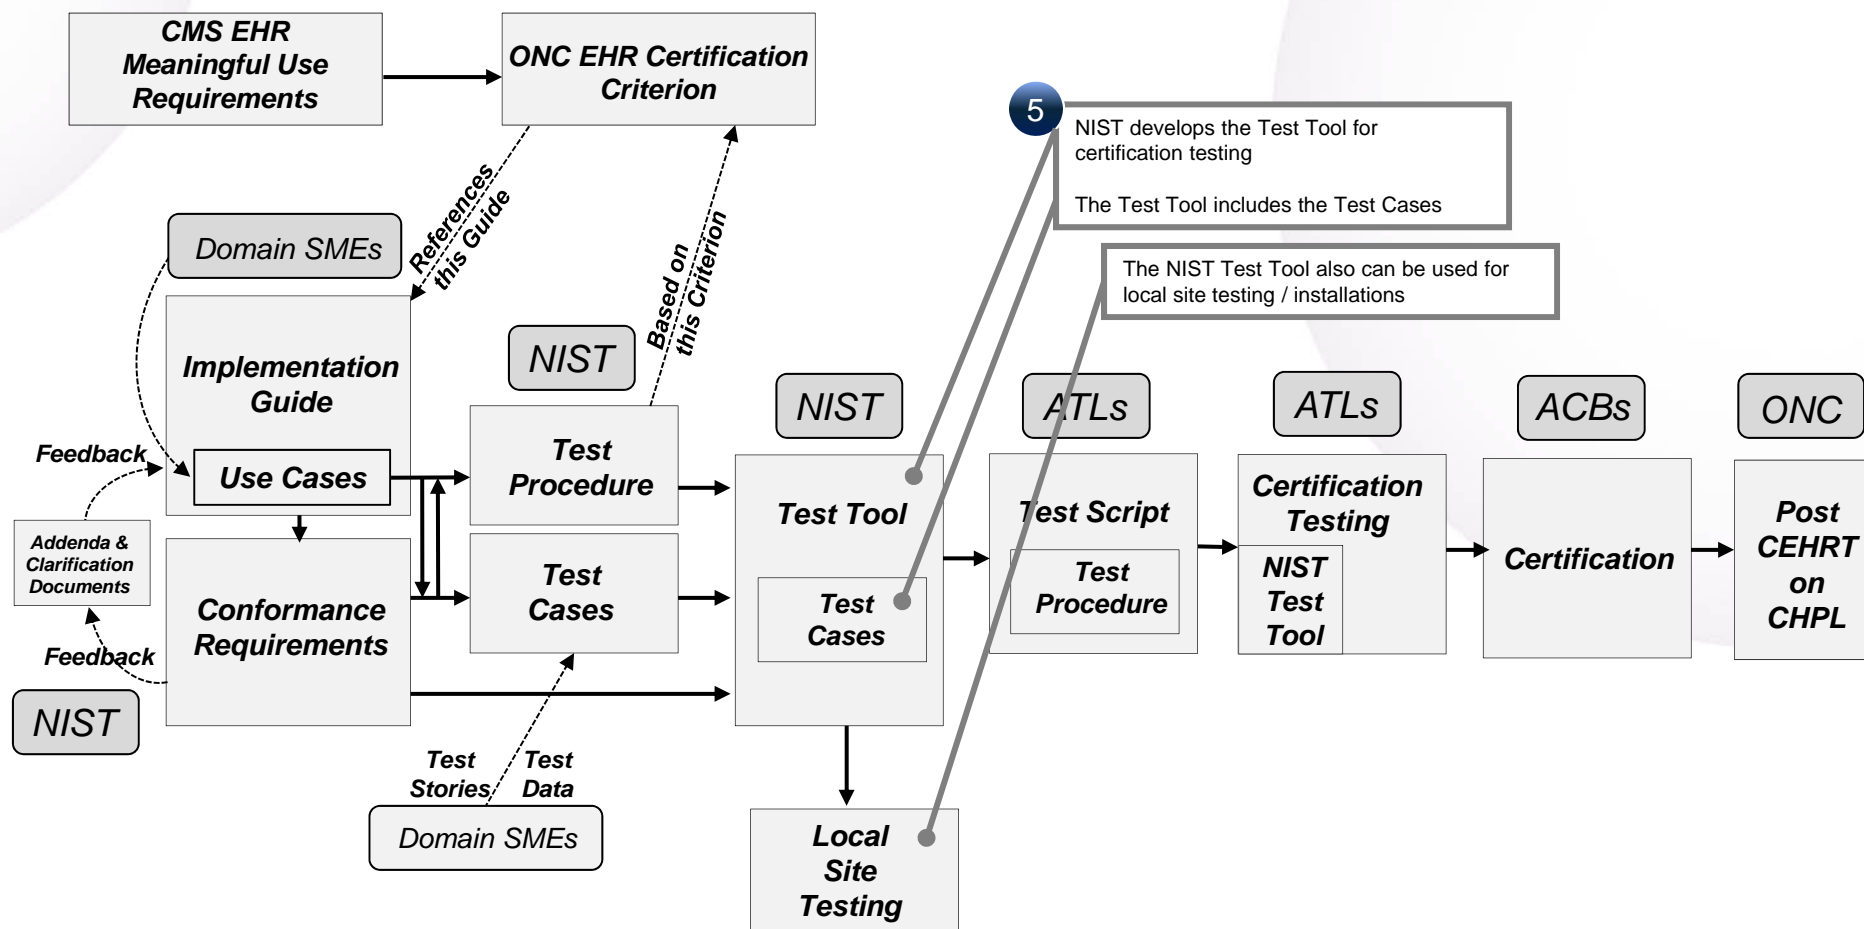 CMS EHR
Meaningful Use
Requirements
ONC EHR Certification
Criterion
5
NIST develops the Test Tool for
certification testing
The Test Tool includes the Test Cases
The NIST Test Tool also can be used for
local site testing / installations
References
this Guide
Based on
this Criterion
Domain SMEs
Implementation
Guide
Use Cases
Feedback
Addenda &
Clarification
Documents
Feedback
NIST
Conformance
Requirements
NIST
Test
Procedure
Test
Cases
Test
Stories
Test
Data
Domain SMEs
NIST
Test Tool
Test
Cases
Local
Site
Testing
ATLs
Test Script
Test
Procedure
ATLs
Certification
Testing
NIST
Test
Tool
ACBs
Certification
ONC
Post
CEHRT
on
CHPL